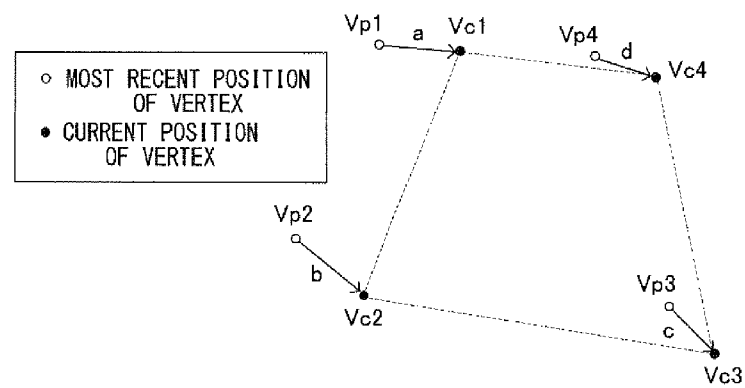 Vp1
a
Vc1
Vp4
d
Vc4
○ MOST RECENT POSITION
OF VERTEX
● CURRENT POSITION
OF VERTEX
Vp2
b
Vc2
Vp3
c
Vc3